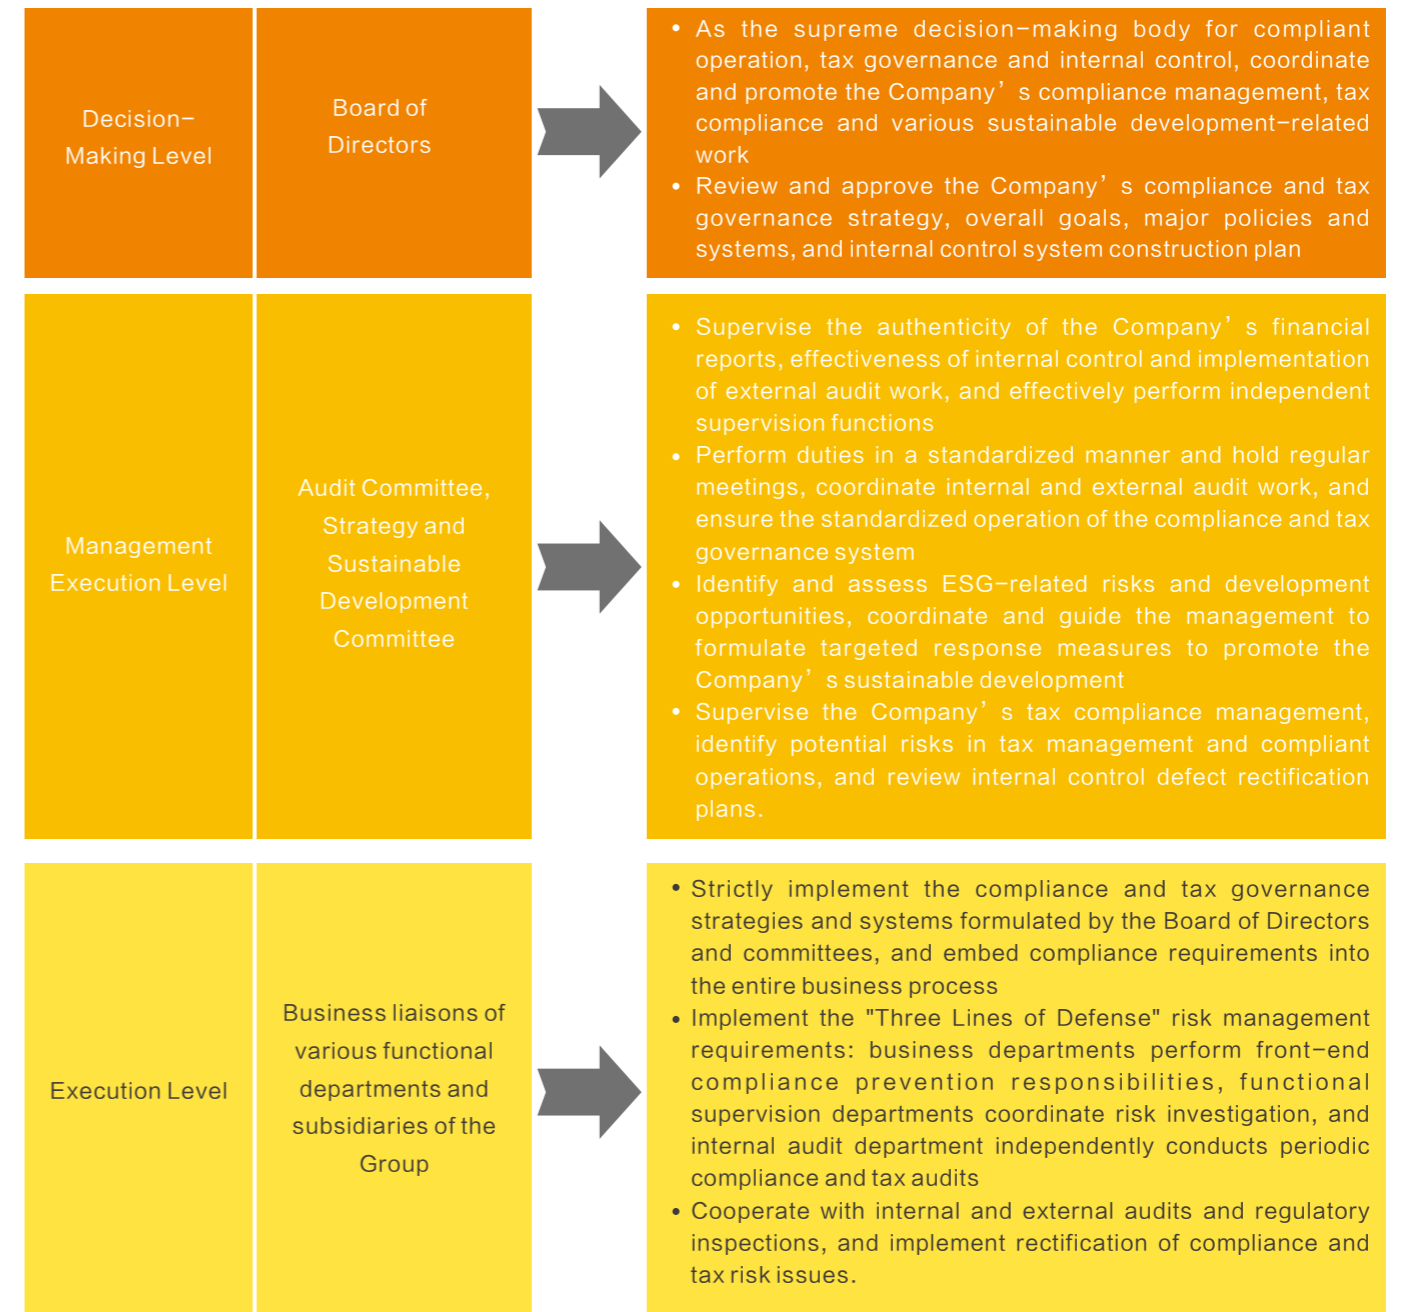 Decision-
Making Level
Board of
Directors
• As the supreme decision-making body for compliant
operation, tax governance and internal control, coordinate
and promote the Company’s compliance management, tax
compliance and various sustainable development-related
work
• Review and approve the Company’s compliance and tax
governance strategy, overall goals, major policies and
systems, and internal control system construction plan
Management
Execution Level
Audit Committee,
Strategy and
Sustainable
Development
Committee
• Supervise the authenticity of the Company’s financial
reports, effectiveness of internal control and implementation
of external audit work, and effectively perform independent
supervision functions
• Perform duties in a standardized manner and hold regular
meetings, coordinate internal and external audit work, and
ensure the standardized operation of the compliance and tax
governance system
• Identify and assess ESG-related risks and development
opportunities, coordinate and guide the management to
formulate targeted response measures to promote the
Company’s sustainable development
• Supervise the Company’s tax compliance management,
identify potential risks in tax management and compliant
operations, and review internal control defect rectification
plans.
Execution Level
Business liaisons of
various functional
departments and
subsidiaries of the
Group
• Strictly implement the compliance and tax governance
strategies and systems formulated by the Board of Directors
and committees, and embed compliance requirements into
the entire business process
• Implement the "Three Lines of Defense" risk management
requirements: business departments perform front-end
compliance prevention responsibilities, functional
supervision departments coordinate risk investigation, and
internal audit department independently conducts periodic
compliance and tax audits
• Cooperate with internal and external audits and regulatory
inspections, and implement rectification of compliance and
tax risk issues.